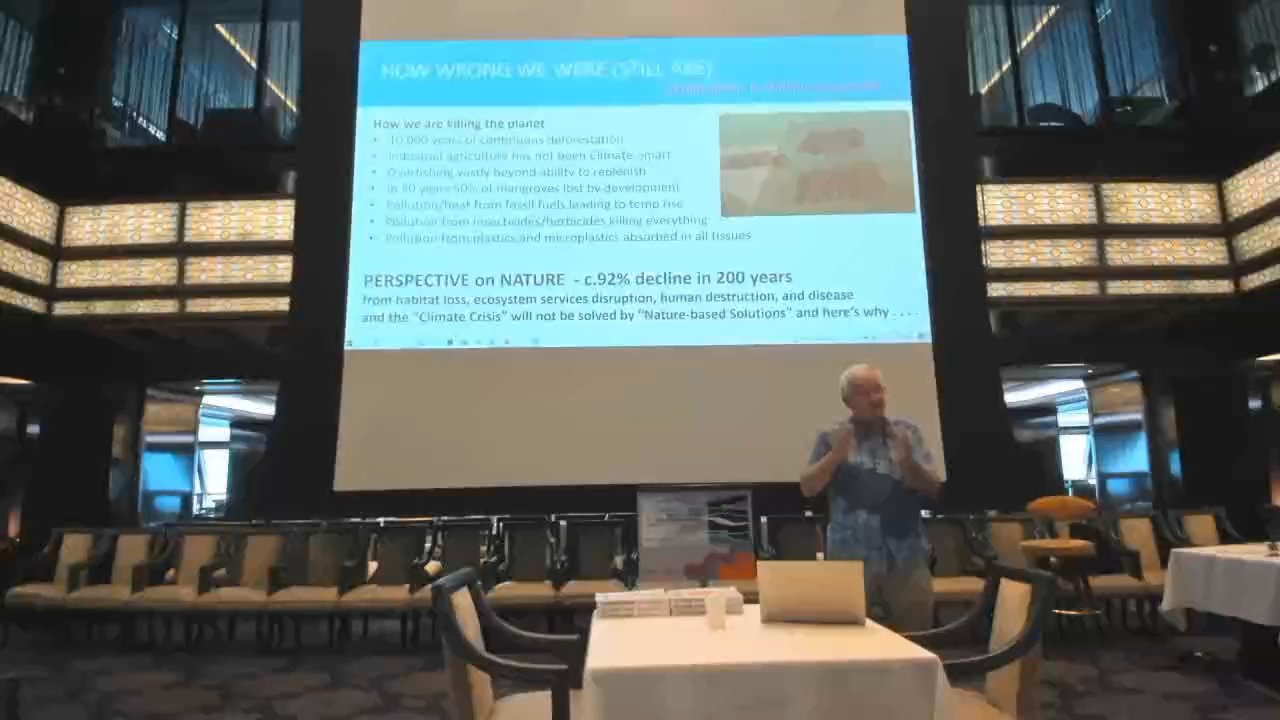 HOW WRONG WE WERE (STILL ARE)
How we are killing the planet
• 10,000 years of continuous deforestation
• Industrial agriculture has not been Climate-Smart
• Overfishing vastly beyond ability to replenish
• In 80 years 50% of mangroves lost by development
• Pollution/heat from fossil fuels leading to temp rise
• Pollution from insecticides/herbicides killing everything
• Pollution from plastics and microplastics absorbed in all tissues
PERSPECTIVE on NATURE - c.92% decline in 200 years
from habitat loss, ecosystem services disruption, human destruction, and disease
and the "Climate Crisis" will not be solved by "Nature-based Solutions" and here's why . . . .